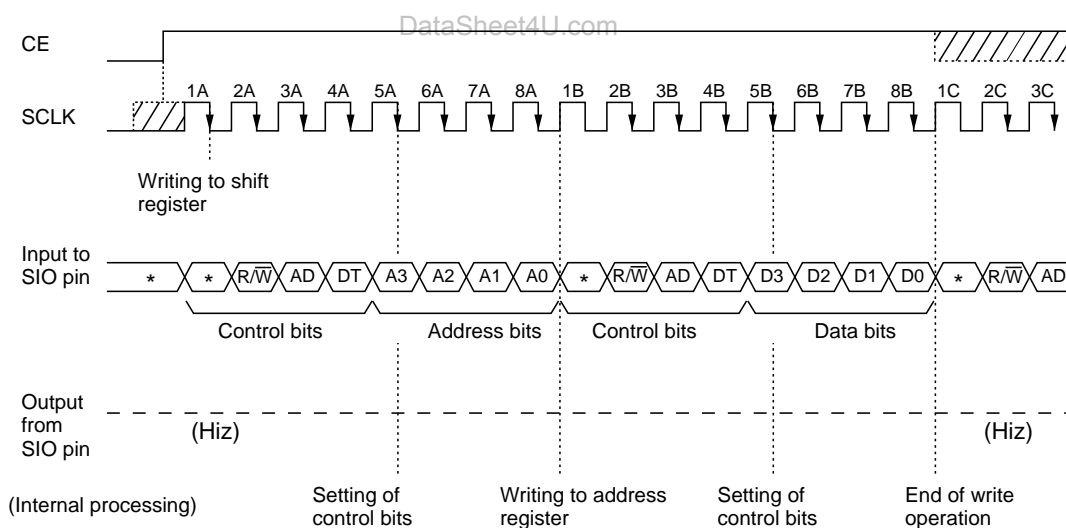 DataSheet4U.com
CE
1A 2A 3A 4A 5A 6A 7A 8A 1B 2B 3B 4B 5B 6B 7B 8B 1C 2C 3C
SCLK
Writing to shift
register
Input to
SIO pin
* * R/W̅ AD DT A3 A2 A1 A0 * R/W̅ AD DT D3 D2 D1 D0 * R/W̅ AD
Control bits Address bits Control bits Data bits
Output
from
SIO pin
(Hiz) (Hiz)
(Internal processing)
Setting of
control bits
Writing to address
register
Setting of
control bits
End of write
operation